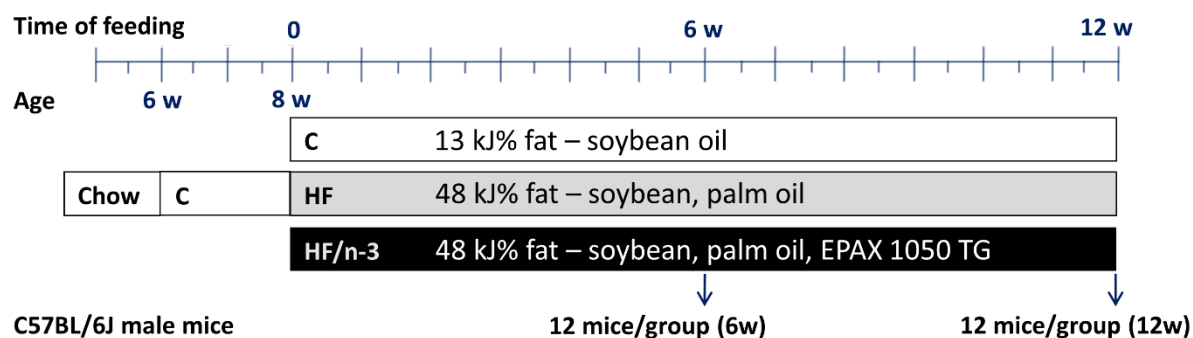 Time of feeding 0 6 w 12 w
Age 6 w 8 w
C 13 kJ% fat – soybean oil
Chow C HF 48 kJ% fat – soybean, palm oil
HF/n-3 48 kJ% fat – soybean, palm oil, EPAX 1050 TG
C57BL/6J male mice 12 mice/group (6w) 12 mice/group (12w)